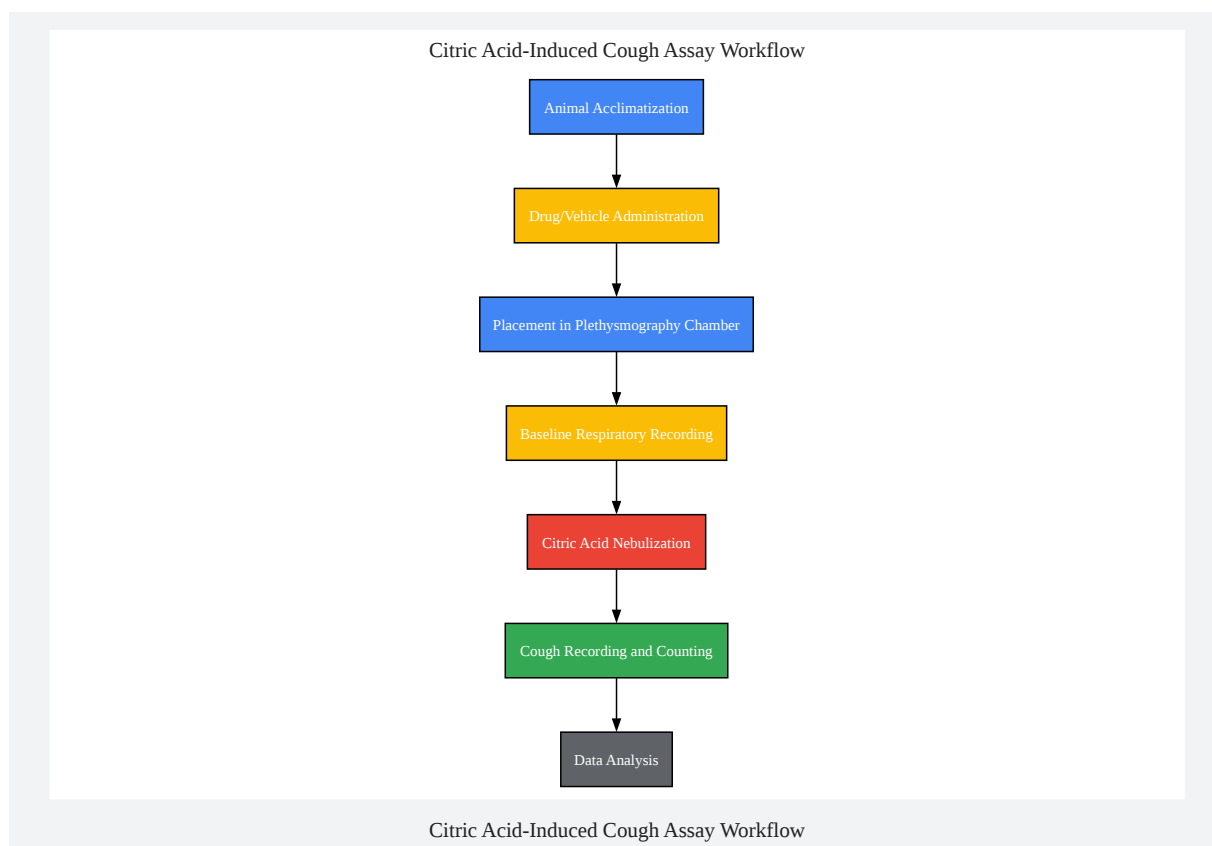 Citric Acid-Induced Cough Assay Workflow
Animal Acclimatization
Drug/Vehicle Administration
Placement in Plethysmography Chamber
Baseline Respiratory Recording
Citric Acid Nebulization
Cough Recording and Counting
Data Analysis
Citric Acid-Induced Cough Assay Workflow